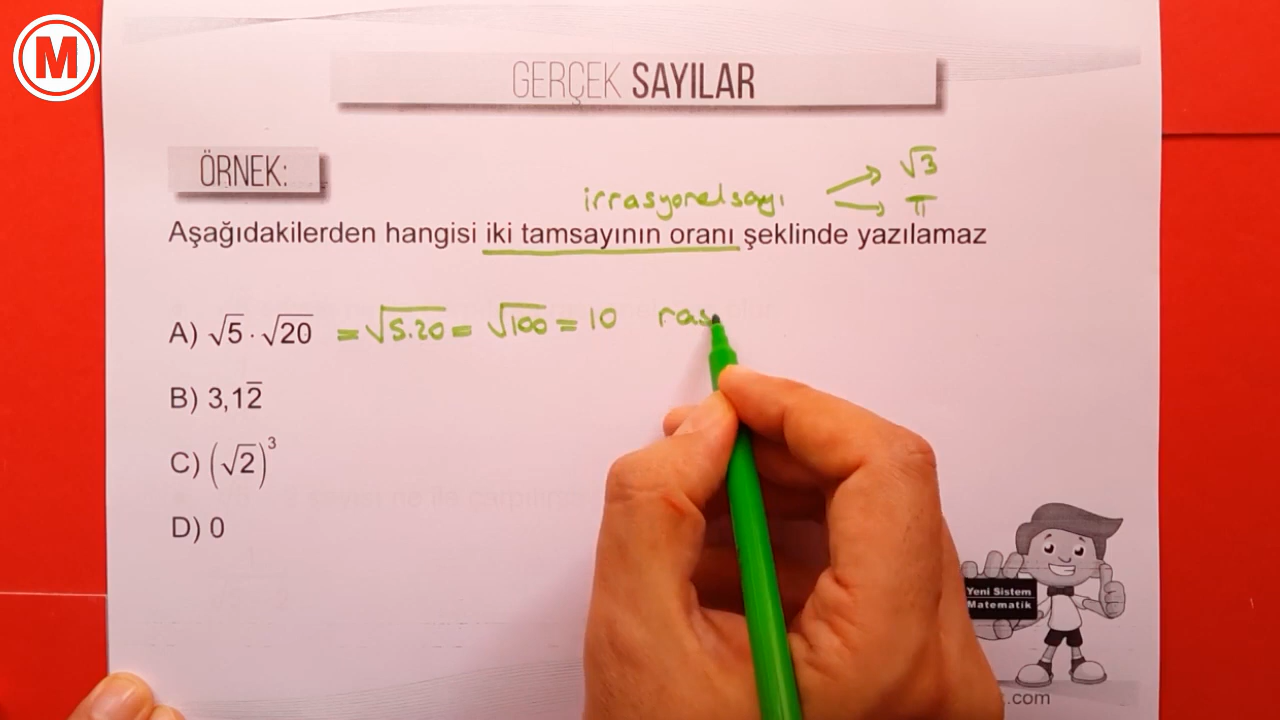 M
GERÇEK SAYILAR
ÖRNEK:
irrasyonel sayı √3
π
Aşağıdakilerden hangisi iki tamsayının oranı şeklinde yazılamaz
A) √5 · √20 = √5.20 = √100 = 10 ras
B) 3,12̅
C) (√2)³
D) 0
Yeni Sistem
Matematik
.com